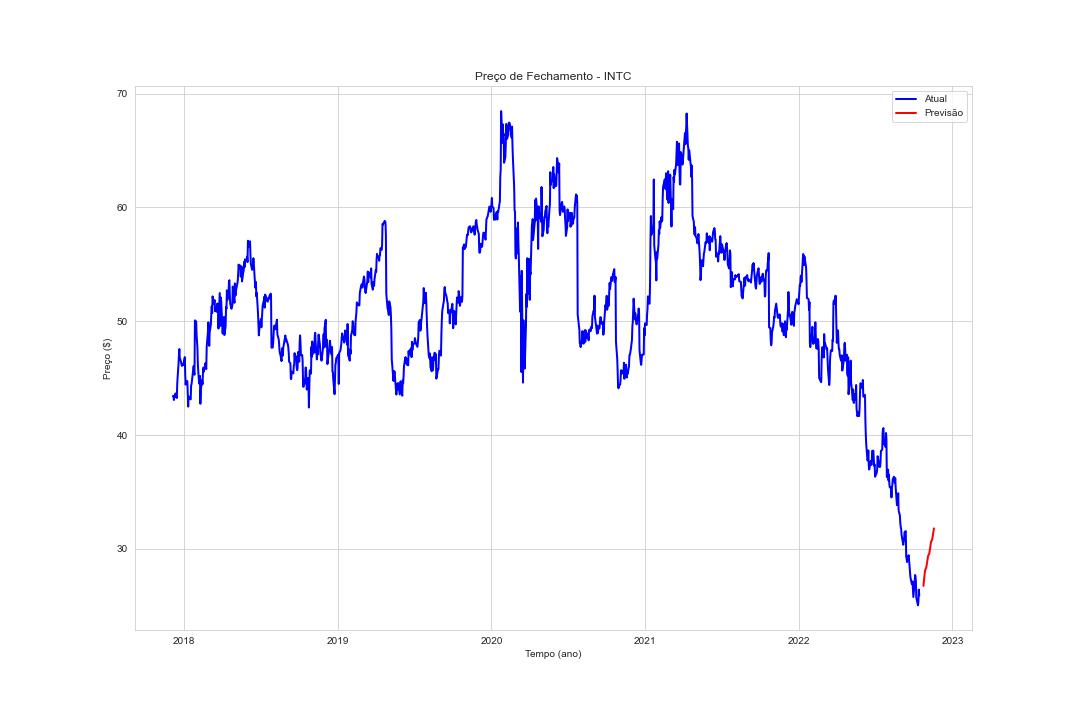 Preço de Fechamento - INTC
Atual
Previsão
Preço ($)
70
60
50
40
30
2018
2019
2020
2021
2022
2023
Tempo (ano)